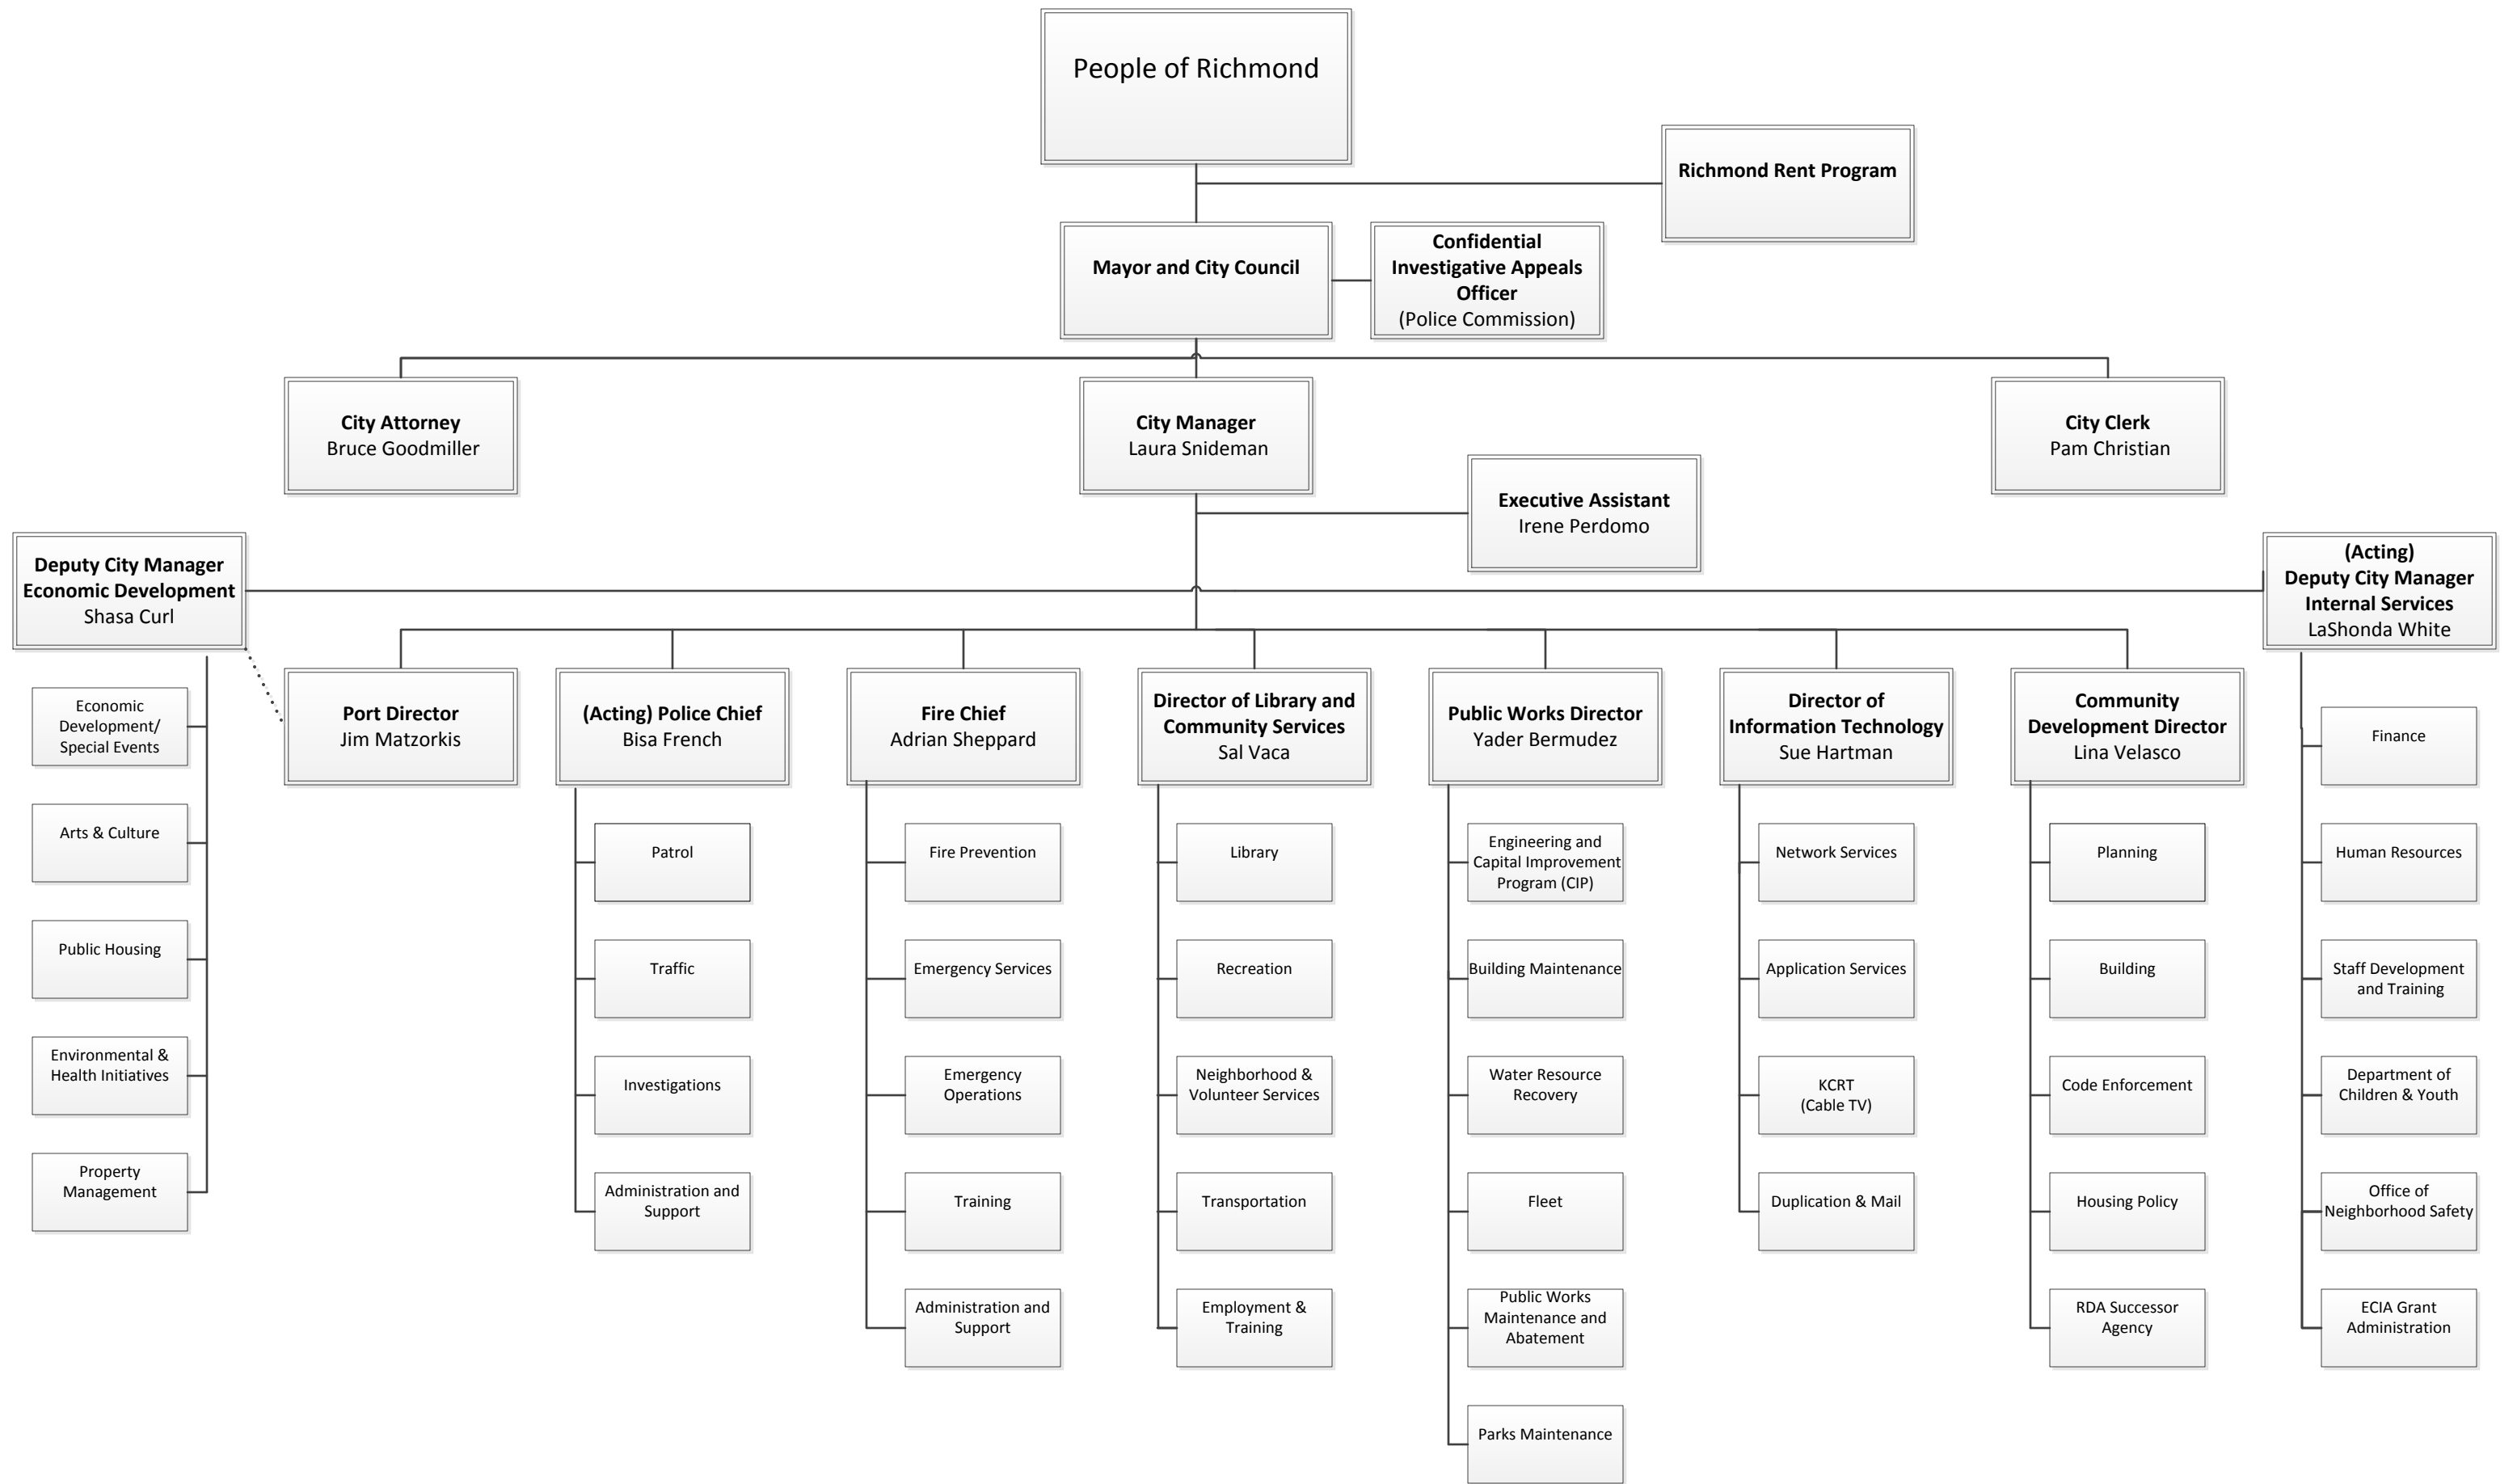 People of Richmond
Richmond Rent Program
Mayor and City Council
Confidential
Investigative Appeals
Officer
(Police Commission)
City Attorney
Bruce Goodmiller
City Manager
Laura Snideman
City Clerk
Pam Christian
Executive Assistant
Irene Perdomo
Deputy City Manager
Economic Development
Shasa Curl
(Acting)
Deputy City Manager
Internal Services
LaShonda White
Port Director
Jim Matzorkis
(Acting) Police Chief
Bisa French
Fire Chief
Adrian Sheppard
Director of Library and
Community Services
Sal Vaca
Public Works Director
Yader Bermudez
Director of
Information Technology
Sue Hartman
Community
Development Director
Lina Velasco
Economic
Development/
Special Events
Arts & Culture
Public Housing
Environmental &
Health Initiatives
Property
Management
Patrol
Traffic
Investigations
Administration and
Support
Fire Prevention
Emergency Services
Emergency
Operations
Training
Administration and
Support
Library
Recreation
Neighborhood &
Volunteer Services
Transportation
Employment &
Training
Engineering and
Capital Improvement
Program (CIP)
Building Maintenance
Water Resource
Recovery
Fleet
Public Works
Maintenance and
Abatement
Parks Maintenance
Network Services
Application Services
KCRT
(Cable TV)
Duplication & Mail
Planning
Building
Code Enforcement
Housing Policy
RDA Successor
Agency
Finance
Human Resources
Staff Development
and Training
Department of
Children & Youth
Office of
Neighborhood Safety
ECIA Grant
Administration